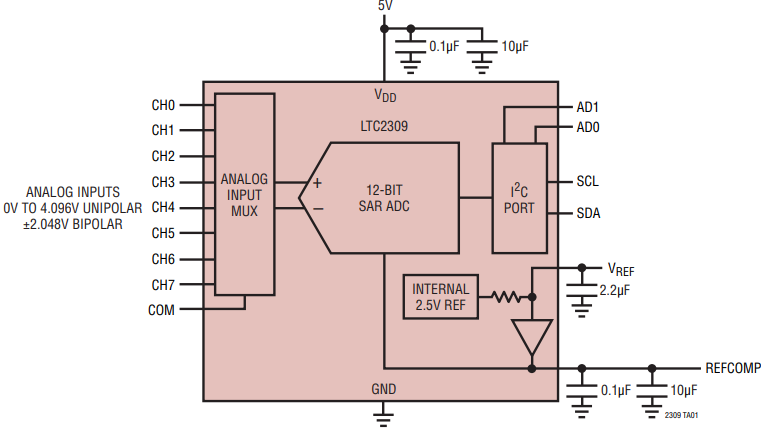 5V
0.1µF
10µF
VDD
LTC2309
CH0
CH1
CH2
CH3
CH4
CH5
CH6
CH7
COM
ANALOG INPUTS
0V TO 4.096V UNIPOLAR
±2.048V BIPOLAR
ANALOG
INPUT
MUX
+
−
12-BIT
SAR ADC
I²C
PORT
AD1
AD0
SCL
SDA
INTERNAL
2.5V REF
VREF
2.2µF
REFCOMP
0.1µF
10µF
GND
2309 TA01